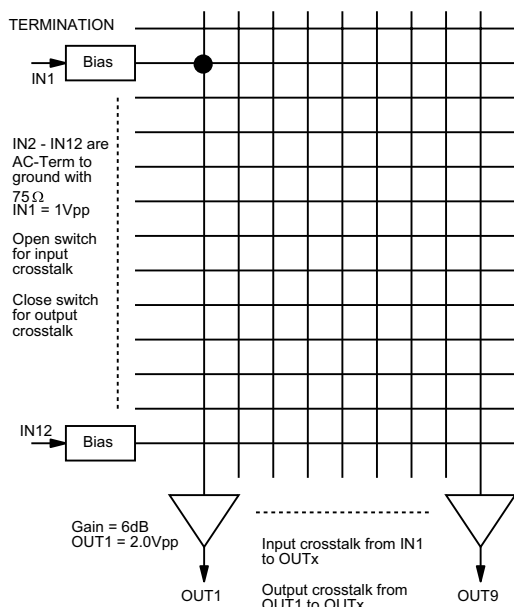 TERMINATION
Bias
IN1
IN2 - IN12 are
AC-Term to
ground with
75Ω
IN1 = 1Vpp
Open switch
for input
crosstalk
Close switch
for output
crosstalk
IN12
Bias
Gain = 6dB
OUT1 = 2.0Vpp
Input crosstalk from IN1
to OUTx
OUT1
Output crosstalk from
OUT1 to OUTx
OUT9